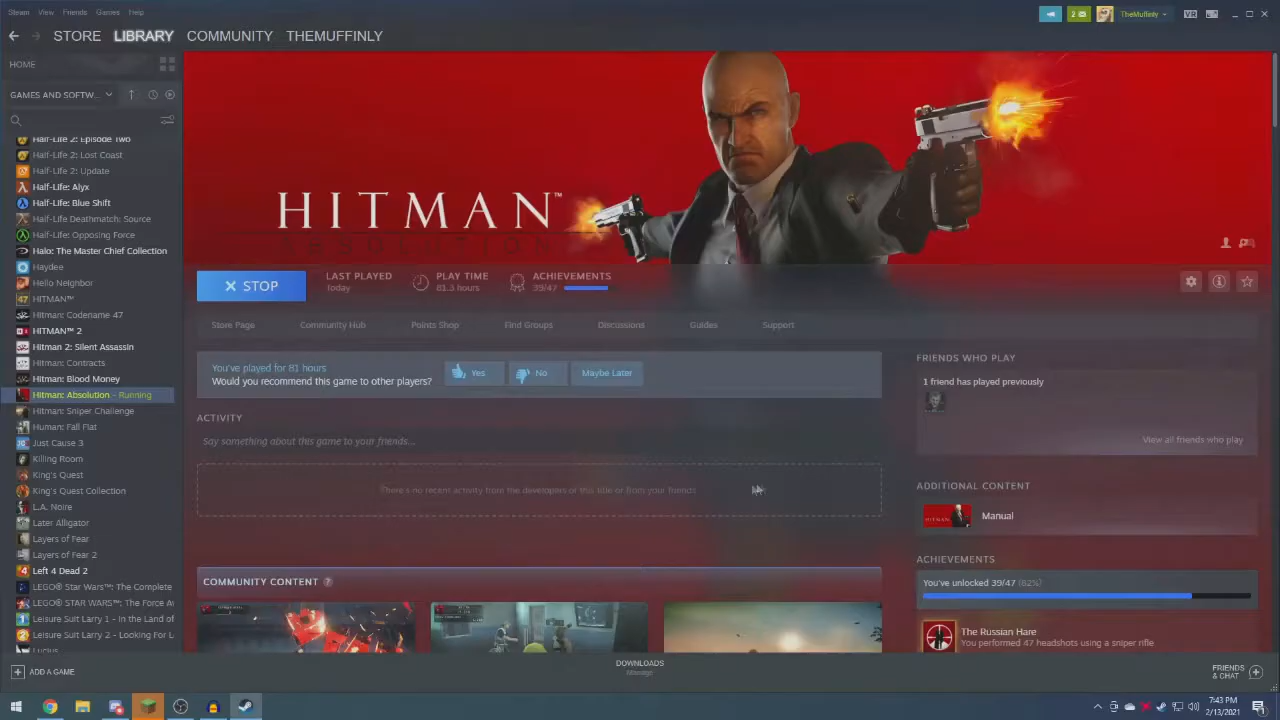 Steam View Friends Games Help
2
TheMuffinly
VR
STORE LIBRARY COMMUNITY THEMUFFINLY
HOME
GAMES AND SOFTW...
Half-Life 2: Episode Two
Half-Life 2: Lost Coast
Half-Life 2: Update
Half-Life: Alyx
Half-Life: Blue Shift
Half-Life Deathmatch: Source
Half-Life: Opposing Force
Halo: The Master Chief Collection
Haydee
Hello Neighbor
HITMAN™
Hitman: Codename 47
HITMAN™ 2
Hitman 2: Silent Assassin
Hitman: Contracts
Hitman: Blood Money
Hitman: Absolution - Running
Hitman: Sniper Challenge
Human: Fall Flat
Just Cause 3
Killing Room
King's Quest
King's Quest Collection
L.A. Noire
Later Alligator
Layers of Fear
Layers of Fear 2
Left 4 Dead 2
LEGO® Star Wars™: The Complete
LEGO® STAR WARS™: The Force Aw
Leisure Suit Larry 1 - In the Land of
Leisure Suit Larry 2 - Looking For L
Lucius
ADD A GAME
HITMAN™
ABSOLUTION
STOP
LAST PLAYED
Today
PLAY TIME
81.3 hours
ACHIEVEMENTS
39/47
Store Page Community Hub Points Shop Find Groups Discussions Guides Support
You've played for 81 hours
Would you recommend this game to other players?
Yes No Maybe Later
ACTIVITY
Say something about this game to your friends...
There's no recent activity from the developers of this title or from your friends
COMMUNITY CONTENT ?
FRIENDS WHO PLAY
1 friend has played previously
View all friends who play
ADDITIONAL CONTENT
HITMAN
Manual
ACHIEVEMENTS
You've unlocked 39/47 (82%)
The Russian Hare
You performed 47 headshots using a sniper rifle
DOWNLOADS
Manage
FRIENDS
& CHAT
7:43 PM
2/13/2021